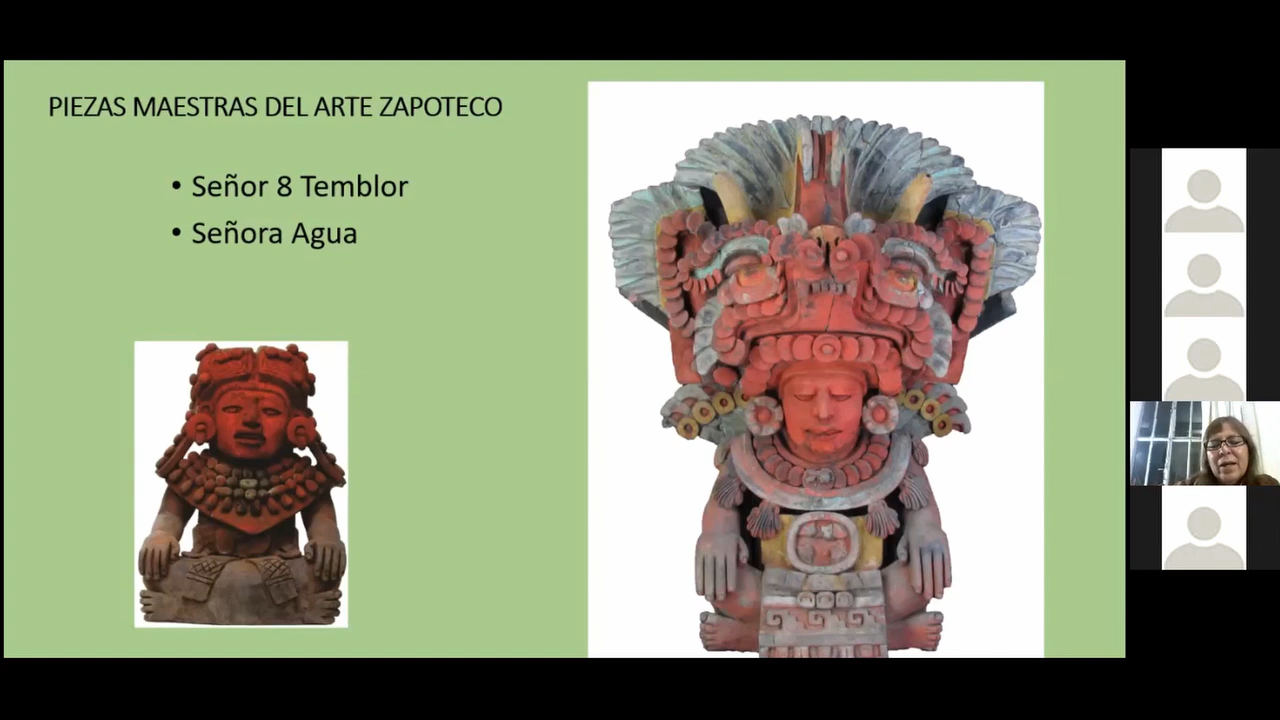 PIEZAS MAESTRAS DEL ARTE ZAPOTECO
• Señor 8 Temblor
• Señora Agua